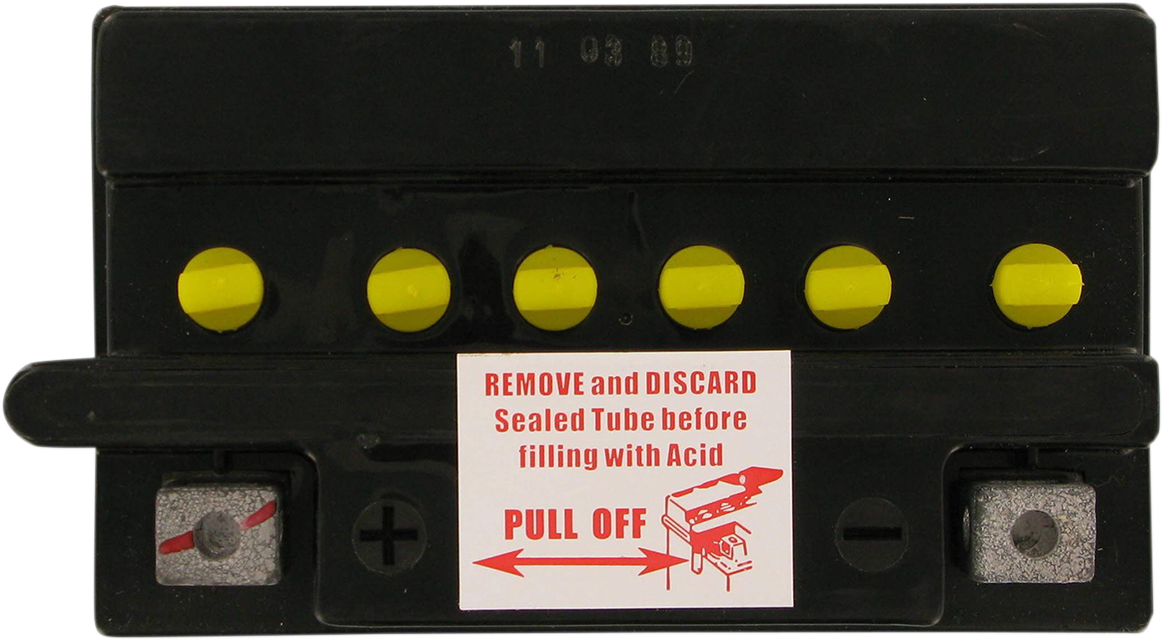 11 03 89
REMOVE and DISCARD
Sealed Tube before
filling with Acid
PULL OFF
+ −